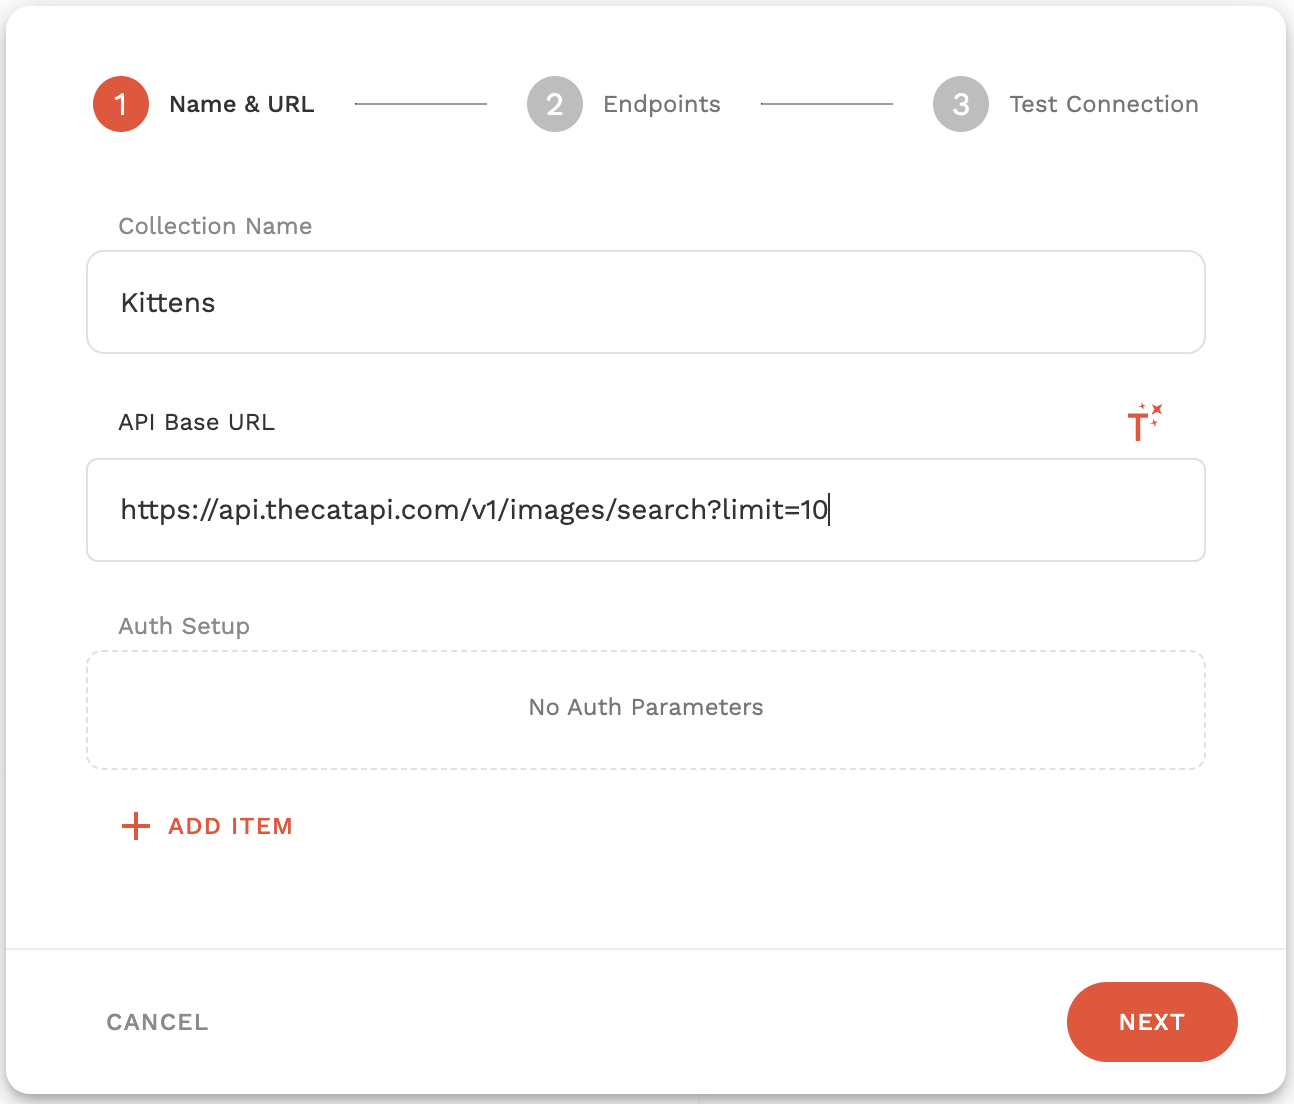 1 Name & URL 2 Endpoints 3 Test Connection
Collection Name
Kittens
API Base URL
T
https://api.thecatapi.com/v1/images/search?limit=10
Auth Setup
No Auth Parameters
+ ADD ITEM
CANCEL
NEXT